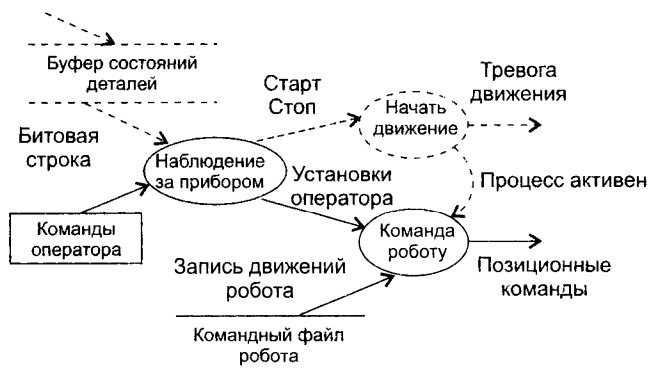 Буфер состояний
деталей
Битовая
строка
Старт
Стоп
Начать
движение
Тревога
движения
Наблюдение
за прибором
Установки
оператора
Процесс активен
Команды
оператора
Команда
роботу
Запись движений
робота
Позиционные
команды
Командный файл
робота